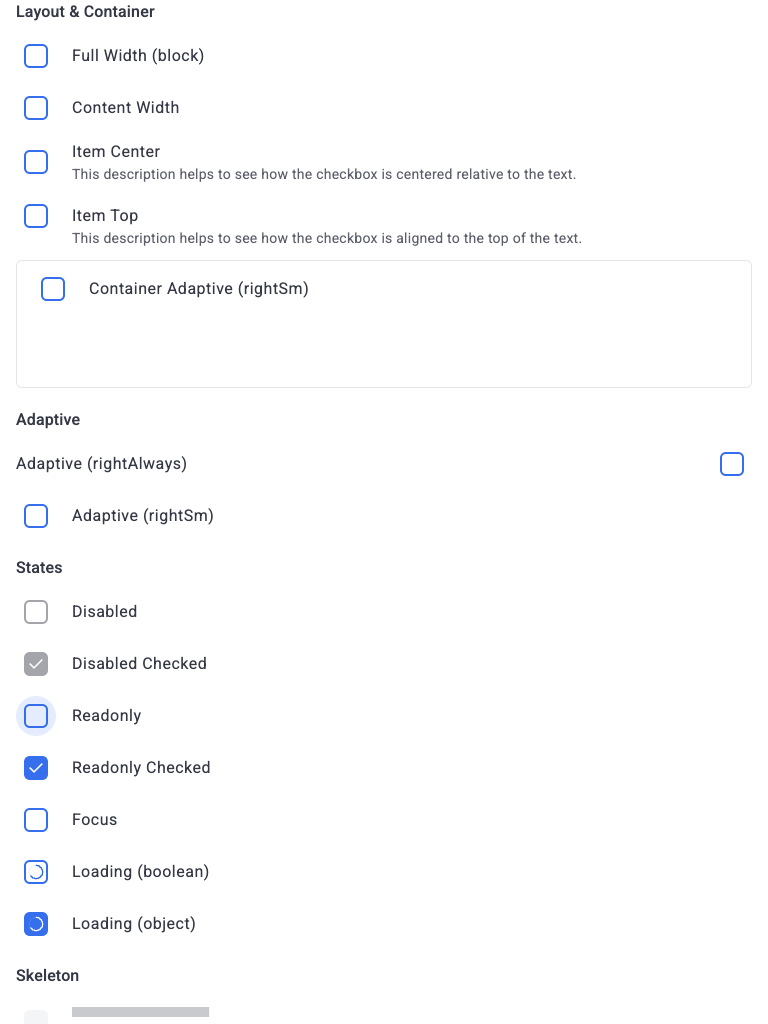 Layout & Container
Full Width (block)
Content Width
Item Center
This description helps to see how the checkbox is centered relative to the text.
Item Top
This description helps to see how the checkbox is aligned to the top of the text.
Container Adaptive (rightSm)
Adaptive
Adaptive (rightAlways)
Adaptive (rightSm)
States
Disabled
Disabled Checked
Readonly
Readonly Checked
Focus
Loading (boolean)
Loading (object)
Skeleton